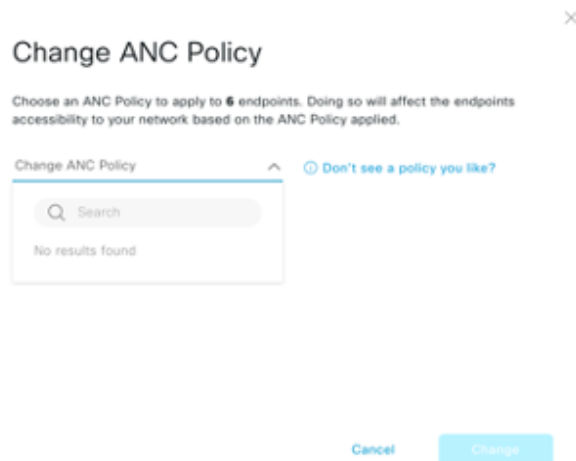 Change ANC Policy
Choose an ANC Policy to apply to 6 endpoints. Doing so will affect the endpoints
accessibility to your network based on the ANC Policy applied.
Change ANC Policy
Don't see a policy you like?
Search
No results found
Cancel
Change